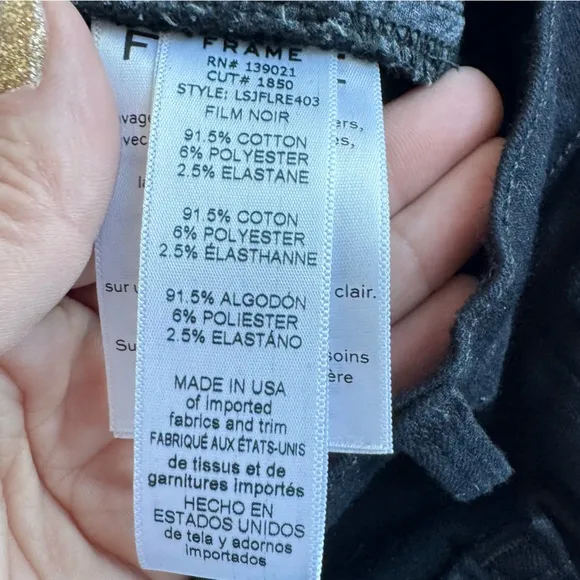 FRAME
RN# 139021
CUT# 1850
STYLE: LSJFLRE403
FILM NOIR
91.5% COTTON
6% POLYESTER
2.5% ELASTANE
91.5% COTON
6% POLYESTER
2.5% ÉLASTHANNE
91.5% ALGODÓN
6% POLIESTER
2.5% ELASTÁNO
MADE IN USA
of imported
fabrics and trim
FABRIQUÉ AUX ÉTATS-UNIS
de tissus et de
garnitures importés
HECHO EN
ESTADOS UNIDOS
de tela y adornos
importados
sur
clair.